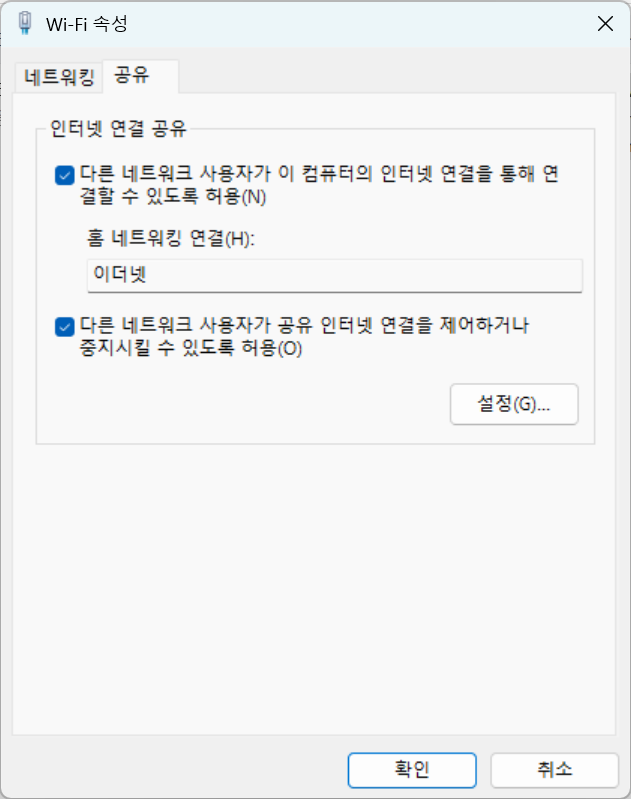 Wi-Fi 속성
네트워킹
공유
인터넷 연결 공유
다른 네트워크 사용자가 이 컴퓨터의 인터넷 연결을 통해 연
결할 수 있도록 허용(N)
홈 네트워킹 연결(H):
이더넷
다른 네트워크 사용자가 공유 인터넷 연결을 제어하거나
중지시킬 수 있도록 허용(O)
설정(G)...
확인
취소